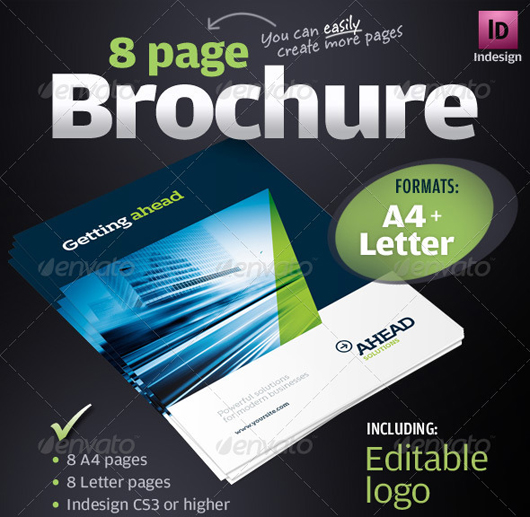 You can easily
create more pages
ID
Indesign
8 page
Brochure
FORMATS:
A4 +
Letter
Getting ahead
AHEAD
SOLUTIONS
Powerful solutions
for modern businesses
www.yoursite.com
8 A4 pages
8 Letter pages
Indesign CS3 or higher
INCLUDING:
Editable
logo
envato